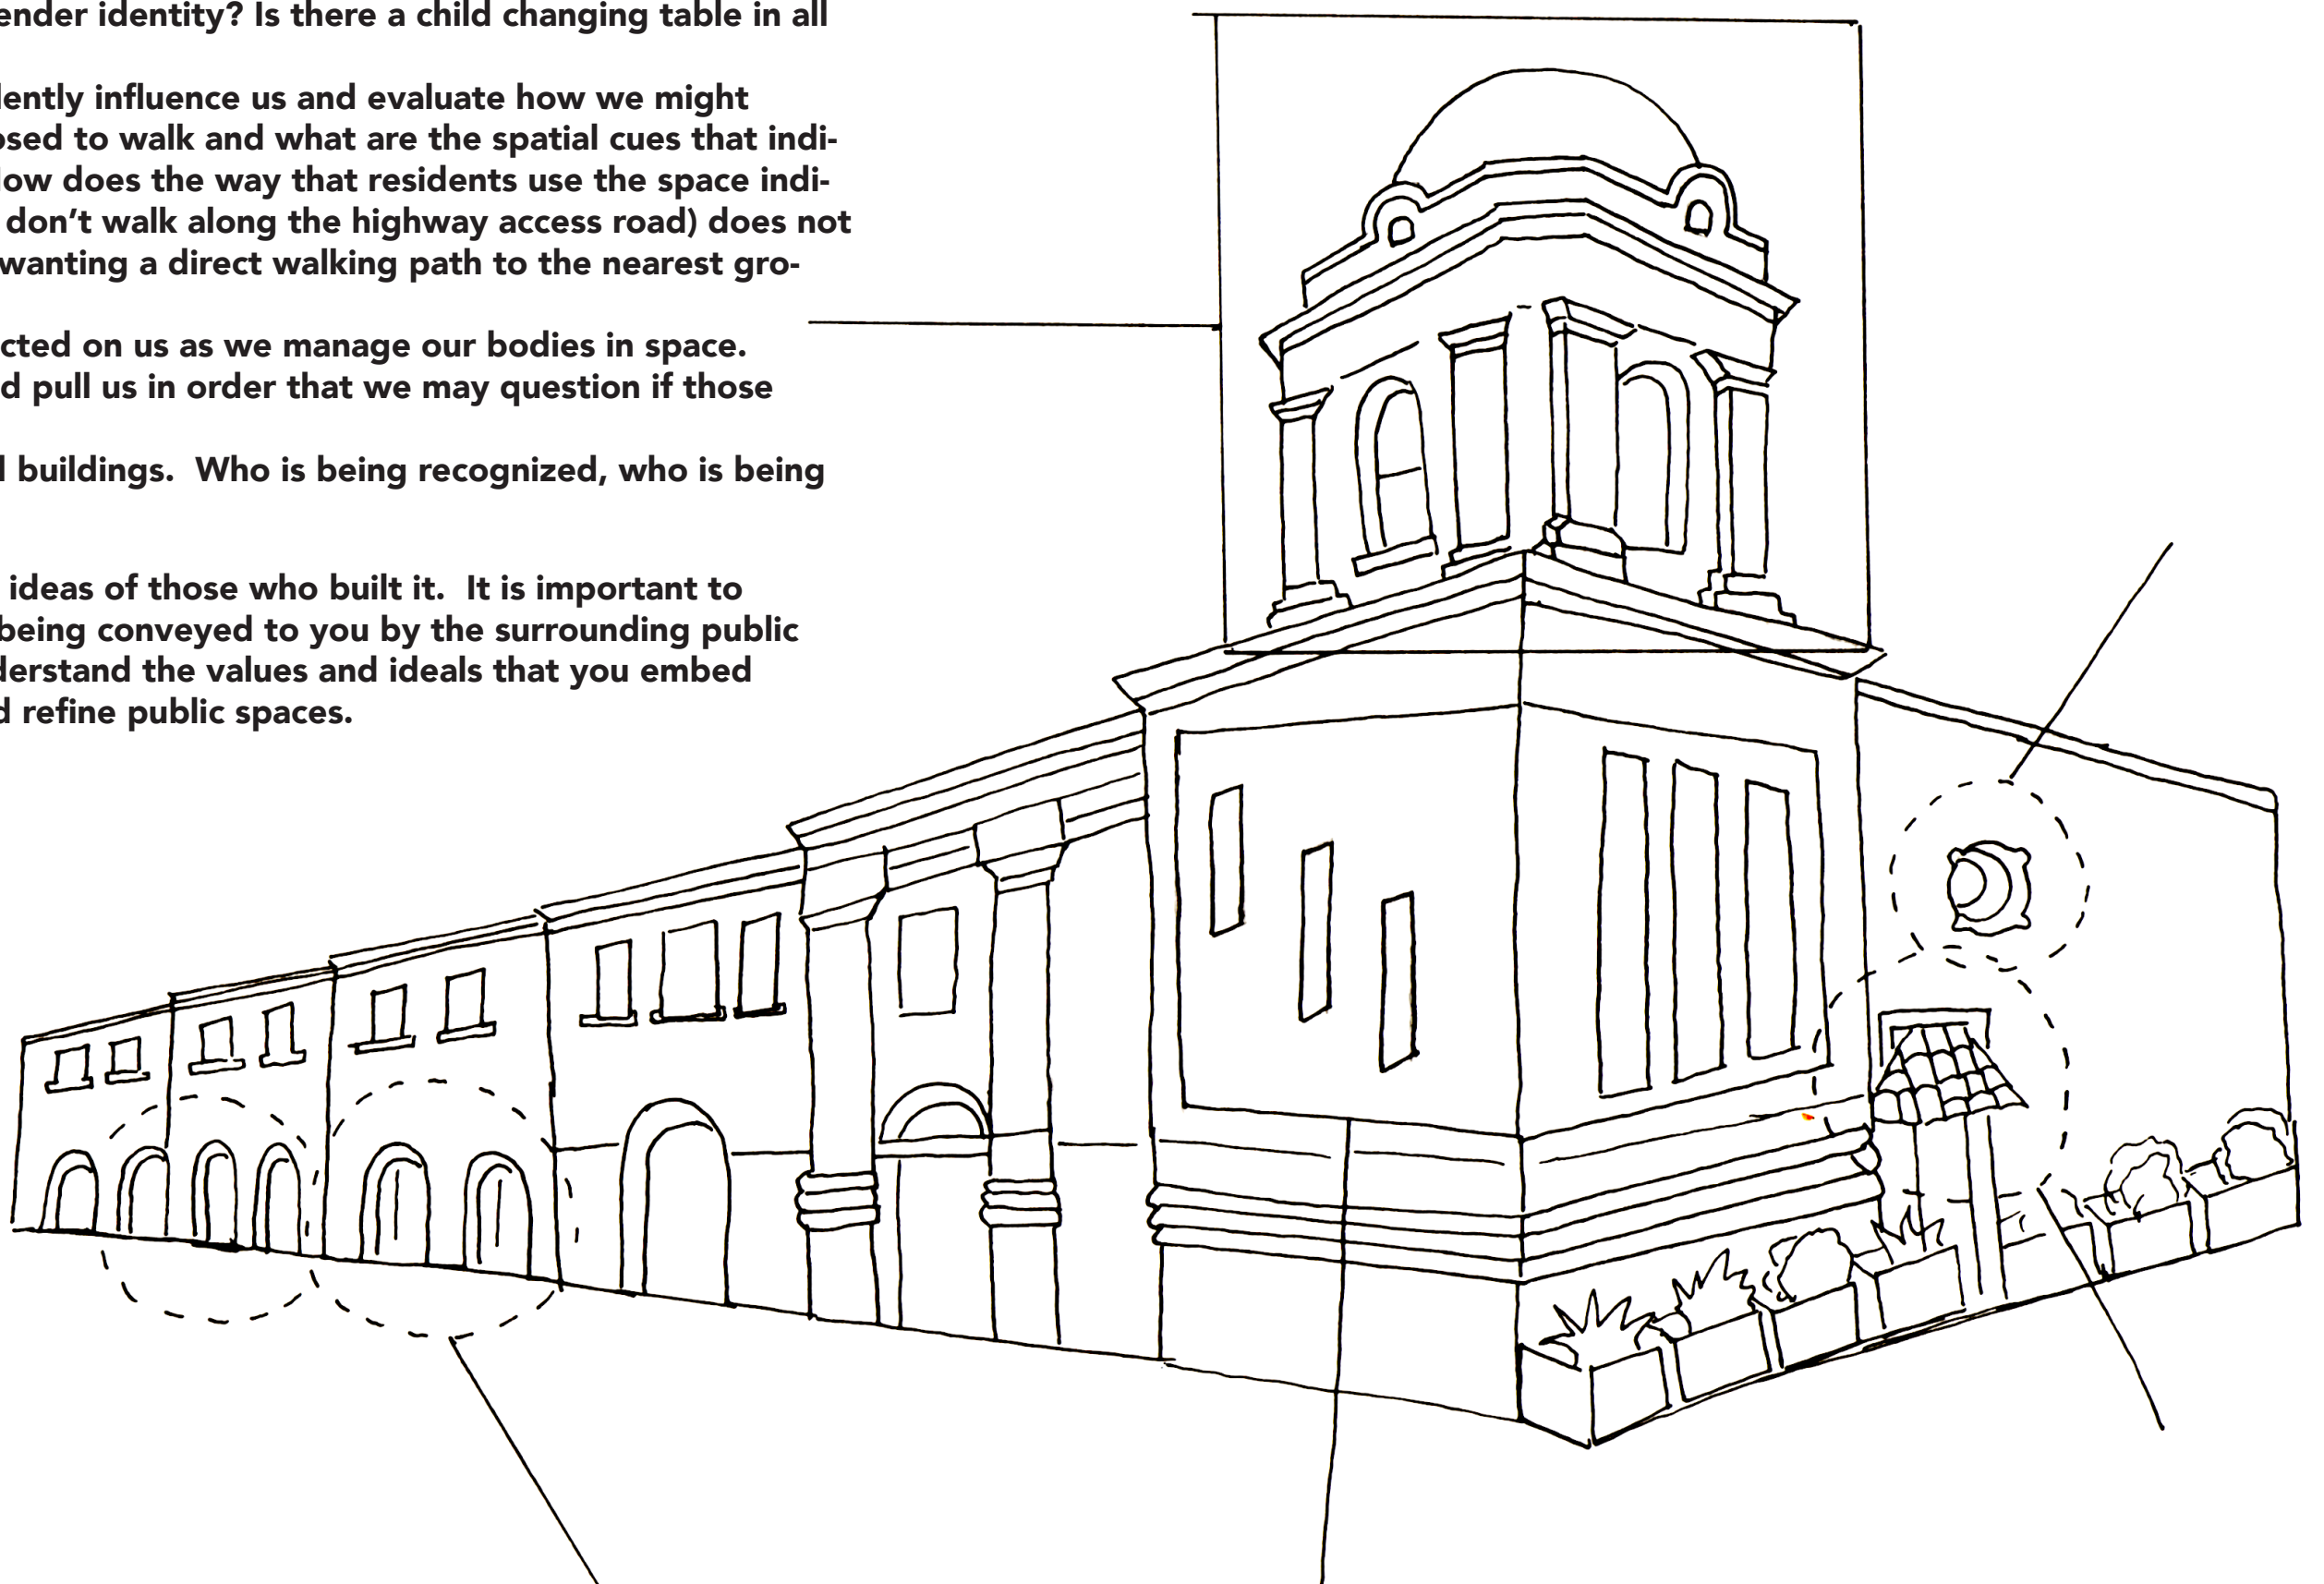 ender identity? Is there a child changing table in all
ently influence us and evaluate how we might
sed to walk and what are the spatial cues that indi-
ow does the way that residents use the space indi-
don’t walk along the highway access road) does not
wanting a direct walking path to the nearest gro-
cted on us as we manage our bodies in space.
d pull us in order that we may question if those
buildings.  Who is being recognized, who is being
ideas of those who built it.  It is important to
being conveyed to you by the surrounding public
derstand the values and ideals that you embed
d refine public spaces.